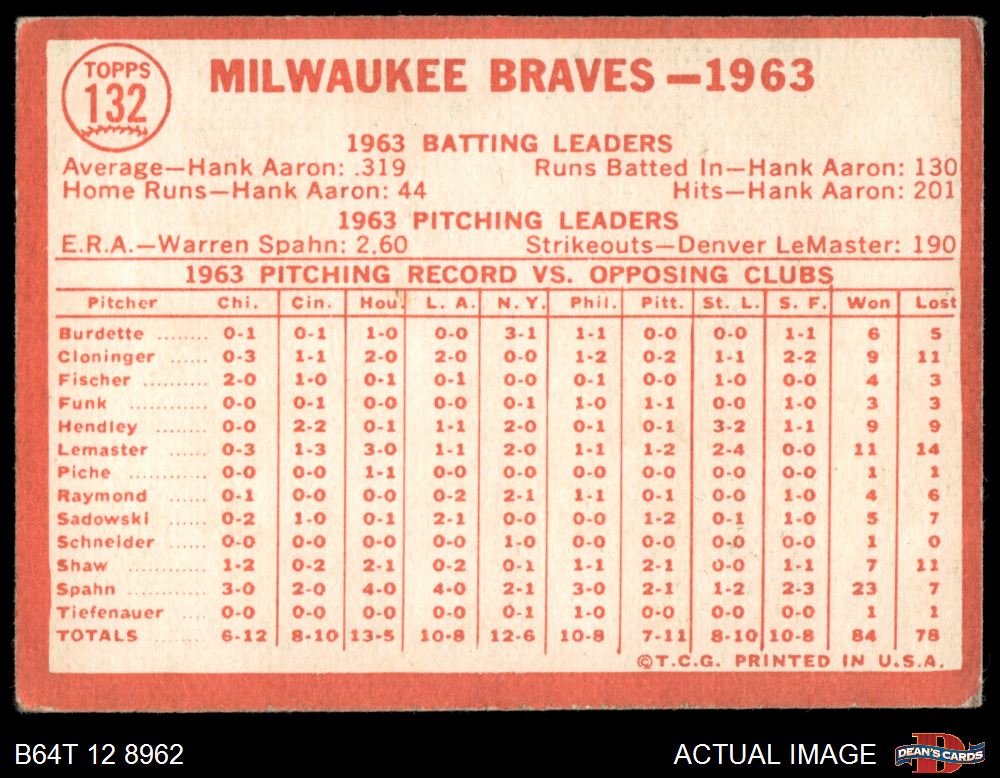 TOPPS
132
MILWAUKEE BRAVES—1963
1963 BATTING LEADERS
Average—Hank Aaron: .319 Runs Batted In—Hank Aaron: 130
Home Runs—Hank Aaron: 44 Hits—Hank Aaron: 201
1963 PITCHING LEADERS
E.R.A.—Warren Spahn: 2.60 Strikeouts—Denver LeMaster: 190
1963 PITCHING RECORD VS. OPPOSING CLUBS
Pitcher Chi. Cin. Hou. L. A. N. Y. Phil. Pitt. St. L. S. F. Won Lost
Burdette ........ 0-1 0-1 1-0 0-0 3-1 1-1 0-0 0-0 1-1 6 5
Cloninger ...... 0-3 1-1 2-0 2-0 0-0 1-2 0-2 1-1 2-2 9 11
Fischer .......... 2-0 1-0 0-1 0-1 0-0 0-1 0-0 1-0 0-0 4 3
Funk ............ 0-0 0-1 0-0 0-0 0-1 1-0 1-1 0-0 1-0 3 3
Hendley ........ 0-0 2-2 0-1 1-1 2-0 0-1 0-1 3-2 1-1 9 9
Lemaster ...... 0-3 1-3 3-0 1-1 2-0 1-1 1-2 2-4 0-0 11 14
Piche ............ 0-0 0-0 1-1 0-0 0-0 0-0 0-0 0-0 0-0 1 1
Raymond ...... 0-1 0-0 0-0 0-2 2-1 1-1 0-1 0-0 1-0 4 6
Sadowski ...... 0-2 1-0 0-1 2-1 0-0 0-0 1-2 0-1 1-0 5 7
Schneider ...... 0-0 0-0 0-0 0-0 1-0 0-0 0-0 0-0 0-0 1 0
Shaw ............ 1-2 0-2 2-1 0-2 0-1 1-1 2-1 0-0 1-1 7 11
Spahn ............ 3-0 2-0 4-0 4-0 2-1 3-0 2-1 1-2 2-3 23 7
Tiefenauer ...... 0-0 0-0 0-0 0-0 0-1 1-0 0-0 0-0 0-0 1 1
TOTALS ........ 6-12 8-10 13-5 10-8 12-6 10-8 7-11 8-10 10-8 84 78
©T.C.G. PRINTED IN U.S.A.
B64T 12 8962 ACTUAL IMAGE DEAN'S CARDS